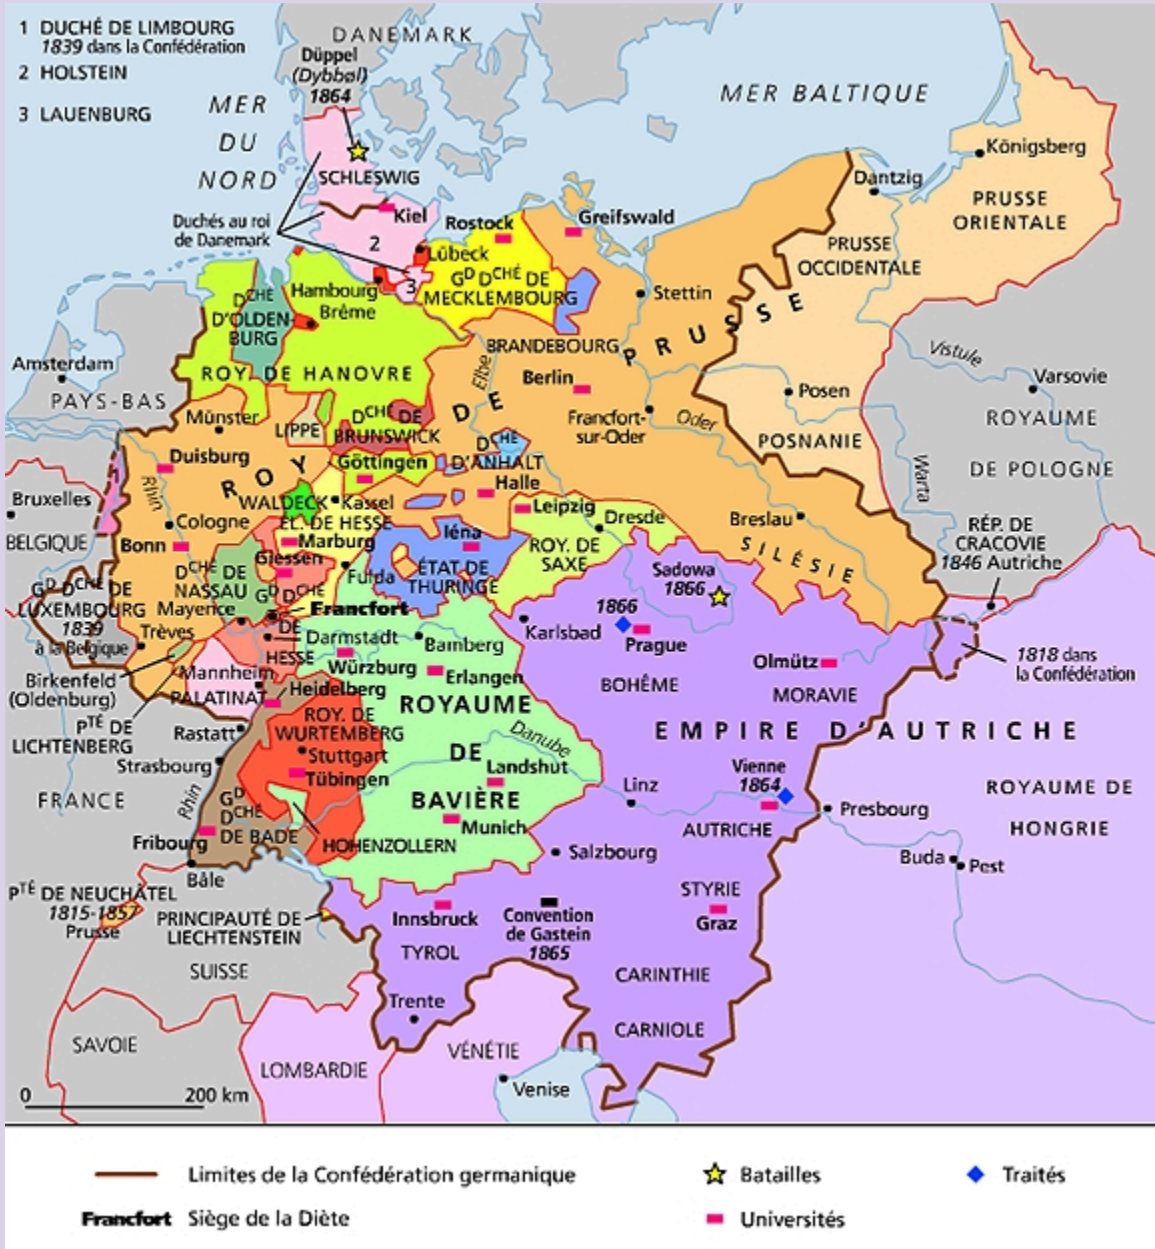 1 DUCHÉ DE LIMBOURG
1839 dans la Confédération
2 HOLSTEIN
3 LAUENBURG
DANEMARK
Düppel
(Dybbøl)
1864
MER
DU
NORD
MER BALTIQUE
SCHLESWIG
Duchés au roi
de Danemark
Kiel
2
Rostock
Greifswald
Lübeck
3
Hambourg
Brême
GD DCHÉ DE
MECKLEMBOURG
Stettin
Dantzig
Königsberg
PRUSSE
ORIENTALE
PRUSSE
OCCIDENTALE
DCHÉ
D'OLDEN
BURG
ROY. DE HANOVRE
Amsterdam
PAYS-BAS
BRANDEBOURG
Elbe
Berlin
ROY DE PRUSSE
Francfort-
sur-Oder
Oder
Posen
POSNANIE
Vistule
Varsovie
ROYAUME
DE POLOGNE
Warta
Münster
LIPPE
DCHÉ DE
BRUNSWICK
DCHÉ
D'ANHALT
Duisburg
Göttingen
Halle
1
Rhin
Bruxelles
BELGIQUE
WALDECK
Kassel
Leipzig
Dresde
Breslau
SILÉSIE
RÉP. DE
CRACOVIE
1846 Autriche
Cologne
EL. DE HESSE
Marburg
Iéna
ROY. DE
SAXE
Bonn
DCHÉ DE
NASSAU
Giessen
GD DCHÉ
DE
HESSE
Fulda
ÉTAT DE
THURINGE
Sadowa
1866
GD DCHÉ DE
LUXEMBOURG
1839
à la Belgique
Mayence
Francfort
1866
Prague
Karlsbad
Trèves
Darmstadt
Bamberg
Olmütz
1818 dans
la Confédération
Birkenfeld
(Oldenburg)
Mannheim
Würzburg
Erlangen
BOHÊME
MORAVIE
PALATINAT
Heidelberg
PTÉ DE
LICHTENBERG
ROYAUME
DE
BAVIÈRE
ROY. DE
WURTEMBERG
EMPIRE D'AUTRICHE
Rastatt
Strasbourg
Stuttgart
Tübingen
Danube
Landshut
Linz
Vienne
1864
Presbourg
ROYAUME DE
HONGRIE
FRANCE
Rhin
GD
DCHÉ
DE BADE
Munich
AUTRICHE
Fribourg
HOHENZOLLERN
Salzbourg
Buda
Pest
Bâle
PTÉ DE NEUCHÂTEL
1815-1857
Prusse
PRINCIPAUTÉ DE
LIECHTENSTEIN
Innsbruck
Convention
de Gastein
1865
STYRIE
Graz
SUISSE
TYROL
CARINTHIE
Trente
CARNIOLE
SAVOIE
LOMBARDIE
VÉNÉTIE
Venise
0 200 km
Limites de la Confédération germanique
Batailles
Traités
Francfort Siège de la Diète
Universités